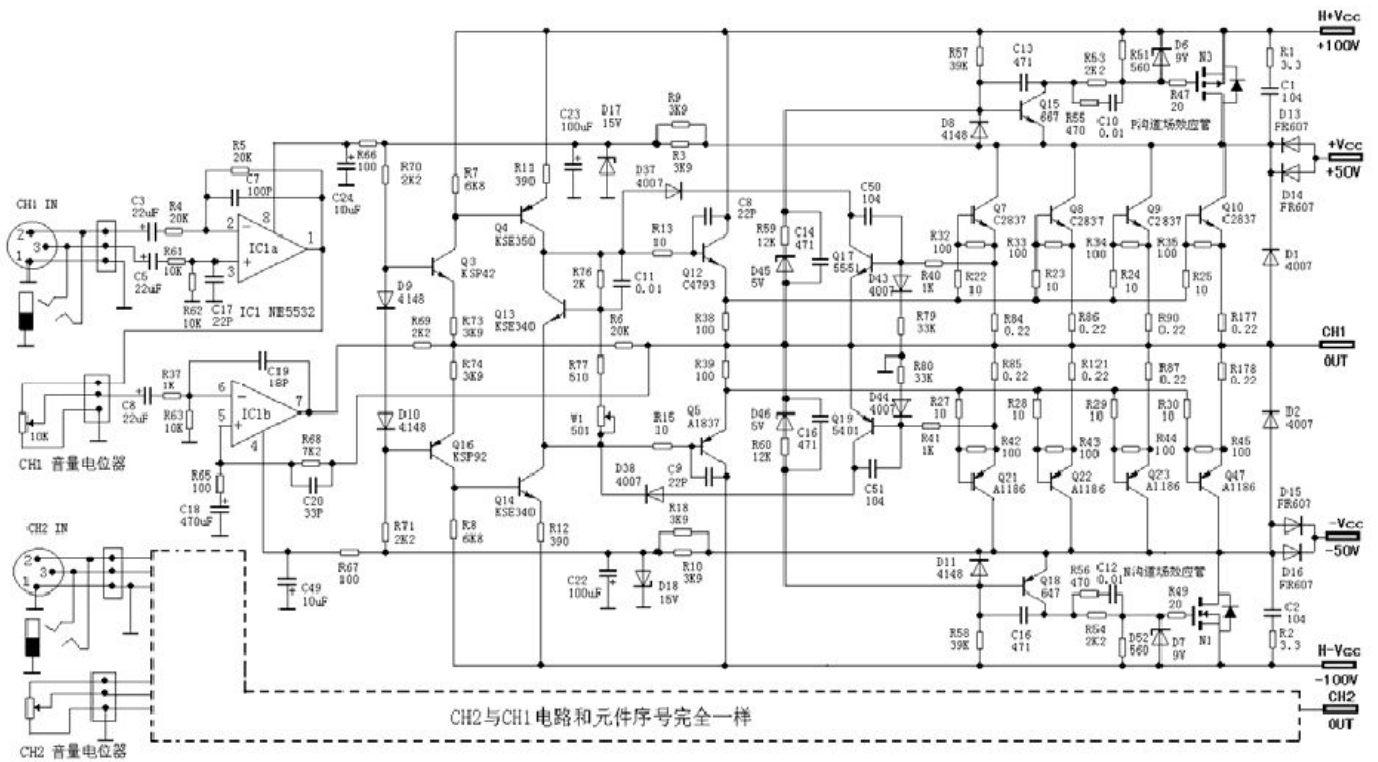 H+Vcc
+100V
R57
39K
C13
471
R53
2K2
R51
560
D6
9V
N3
R1
3.3
C1
104
R47
20
Q15
667
R55
470
C10
0.01
P沟道场效应管
D8
4148
D13
FR607
+Vcc
+50V
D14
FR607
R9
3K9
R3
3K9
C23
100uF
D17
15V
R11
390
R7
6K8
R70
2K2
R66
100
C24
10uF
R5
20K
C7
100P
CH1 IN
2
3
1
C3
22uF
R4
20K
R61
10K
C5
22uF
R62
10K
C17
22P
2
3
8
1
IC1a
IC1 NE5532
Q4
KSE350
D37
4007
C50
104
C8
22P
R13
10
Q12
C4793
R59
12K
C14
471
D45
5V
Q17
5551
D43
4007
R40
1K
Q7
C2837
Q8
C2837
Q9
C2837
Q10
C2837
R32
100
R33
100
R34
100
R35
100
R22
10
R23
10
R24
10
R25
10
D1
4007
Q3
KSP42
D9
4148
R76
2K
C11
0.01
Q13
KSE340
R6
20K
R69
2K2
R73
3K9
R74
3K9
R38
100
R39
100
R79
33K
R80
33K
R84
0.22
R86
0.22
R90
0.22
R177
0.22
CH1
OUT
R85
0.22
R121
0.22
R87
0.22
R178
0.22
C19
18P
R37
1K
C8
22uF
R63
10K
6
5
7
4
IC1b
10K
CH1 音量电位器
R68
7K2
C20
33P
R65
100
C18
470uF
D10
4148
Q16
KSP92
R77
510
W1
501
R15
10
Q5
A1837
C9
22P
D38
4007
D46
5V
R60
12K
C16
471
Q19
5401
D44
4007
R41
1K
C51
104
R27
10
R28
10
R29
10
R30
10
R42
100
R43
100
R44
100
R45
100
Q21
A1186
Q22
A1186
Q23
A1186
Q47
A1186
D2
4007
D15
FR607
-Vcc
-50V
D16
FR607
Q14
KSE340
R71
2K2
R8
6K8
R12
390
R18
3K9
R10
3K9
R67
100
C49
10uF
C22
100uF
D18
15V
D11
4148
Q18
647
R56
470
C12
0.01
N沟道场效应管
R49
20
C2
104
R2
3.3
R58
39K
C16
471
R54
2K2
D52
560
D7
9V
N1
H-Vcc
-100V
CH2 IN
2
3
1
CH2 音量电位器
CH2与CH1电路和元件序号完全一样
CH2
OUT